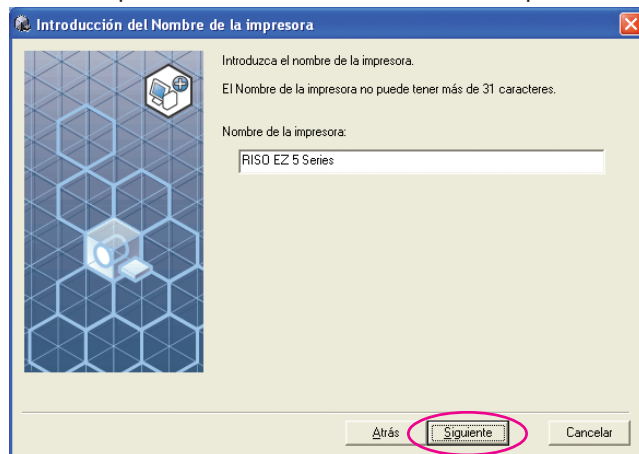 Introducción del Nombre de la impresora
Introduzca el nombre de la impresora.
El Nombre de la impresora no puede tener más de 31 caracteres.
Nombre de la impresora:
RISO EZ 5 Series
Atrás Siguiente Cancelar